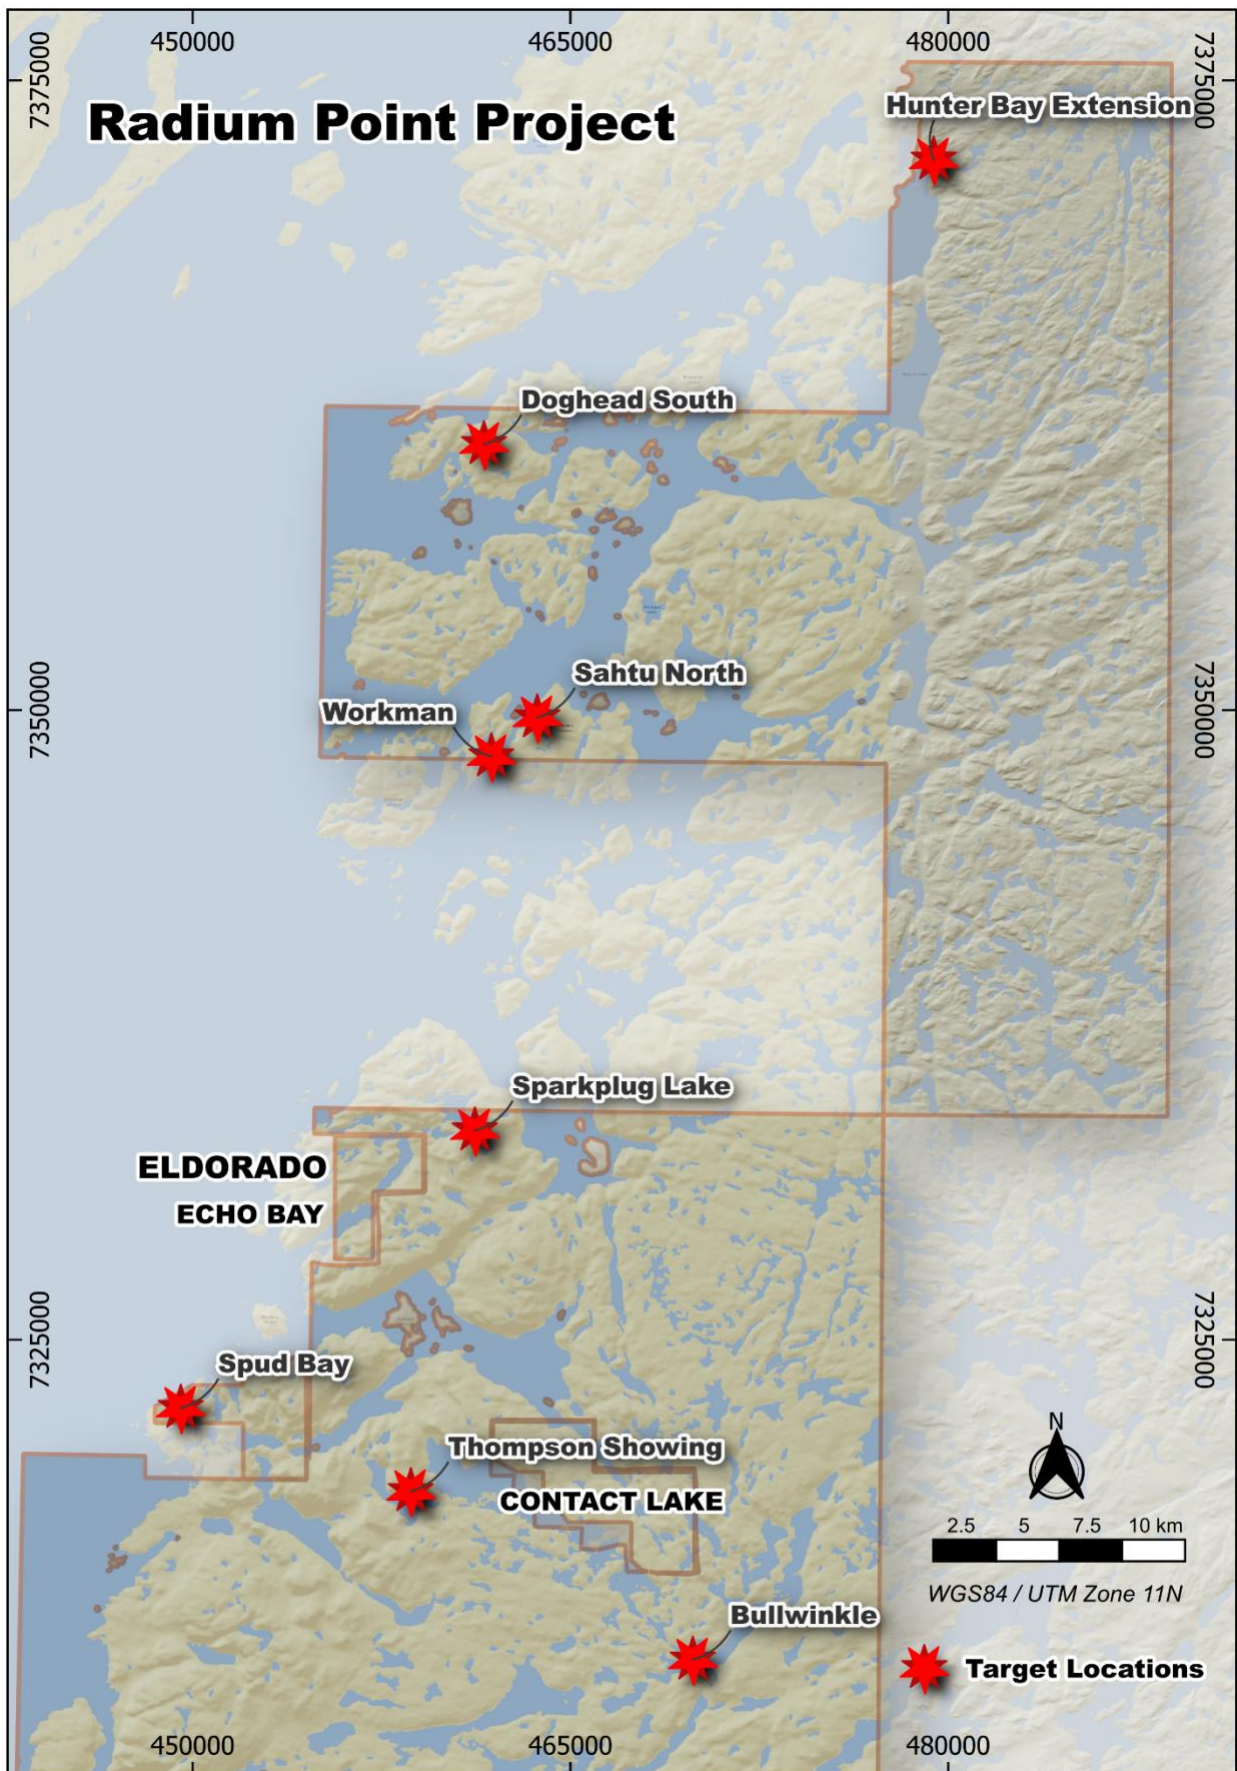 450000
465000
480000
7375000
7375000
Radium Point Project
Hunter Bay Extension
Doghead South
Sahtu North
Workman
7350000
7350000
Sparkplug Lake
ELDORADO
ECHO BAY
7325000
7325000
Spud Bay
Thompson Showing
CONTACT LAKE
N
2.5 5 7.5 10 km
WGS84 / UTM Zone 11N
Bullwinkle
Target Locations
450000
465000
480000